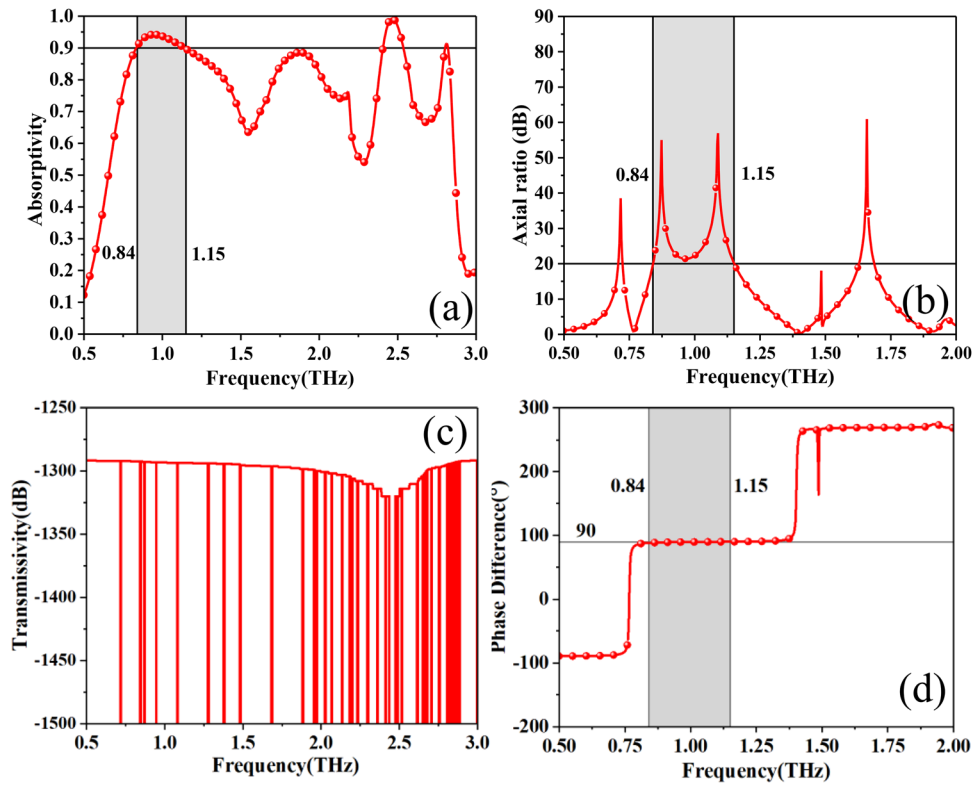 1.0
0.9
0.8
0.7
0.6
0.5
0.4
0.3
0.2
0.1
0.0
Absorptivity
0.84
1.15
(a)
0.5 1.0 1.5 2.0 2.5 3.0
Frequency(THz)
90
80
70
60
50
40
30
20
10
0
Axial ratio (dB)
0.84
1.15
(b)
0.50 0.75 1.00 1.25 1.50 1.75 2.00
Frequency(THz)
-1250
-1300
-1350
-1400
-1450
-1500
Transmissivity(dB)
(c)
0.5 1.0 1.5 2.0 2.5 3.0
Frequency(THz)
300
200
100
0
-100
-200
Phase Difference(°)
0.84
1.15
90
(d)
0.50 0.75 1.00 1.25 1.50 1.75 2.00
Frequency(THz)